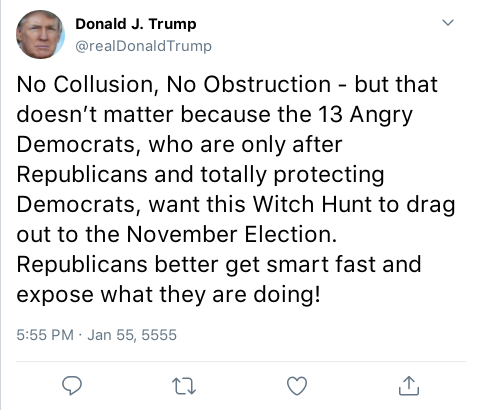 Donald J. Trump
@realDonaldTrump
No Collusion, No Obstruction - but that
doesn’t matter because the 13 Angry
Democrats, who are only after
Republicans and totally protecting
Democrats, want this Witch Hunt to drag
out to the November Election.
Republicans better get smart fast and
expose what they are doing!
5:55 PM · Jan 55, 5555